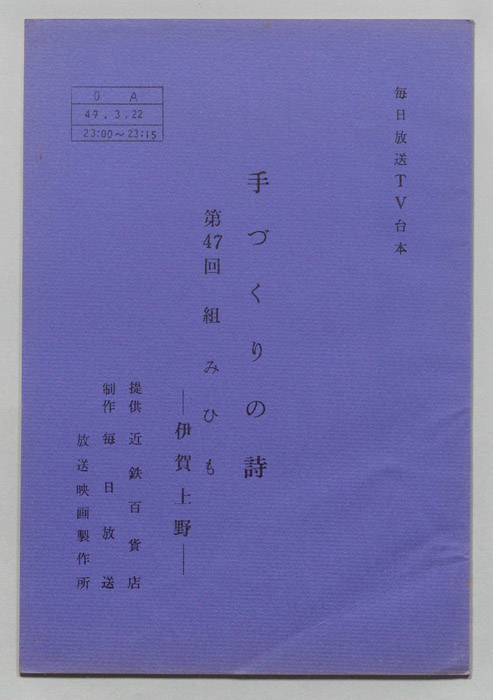 毎日放送TV台本
O A
49.3.22
23:00〜23:15
手づくりの詩
第47回 組みひも
―伊賀上野―
提供 近鉄百貨店
制作 毎日放送
放送映画製作所